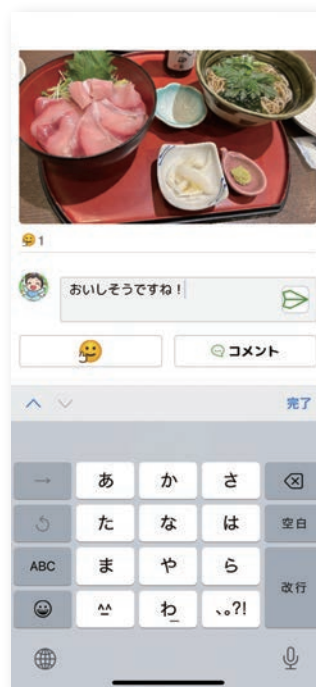 1
おいしそうですね！
コメント
完了
→ あ か さ
た な は 空白
ABC ま や ら 改行
^^ わ_ 、。?!